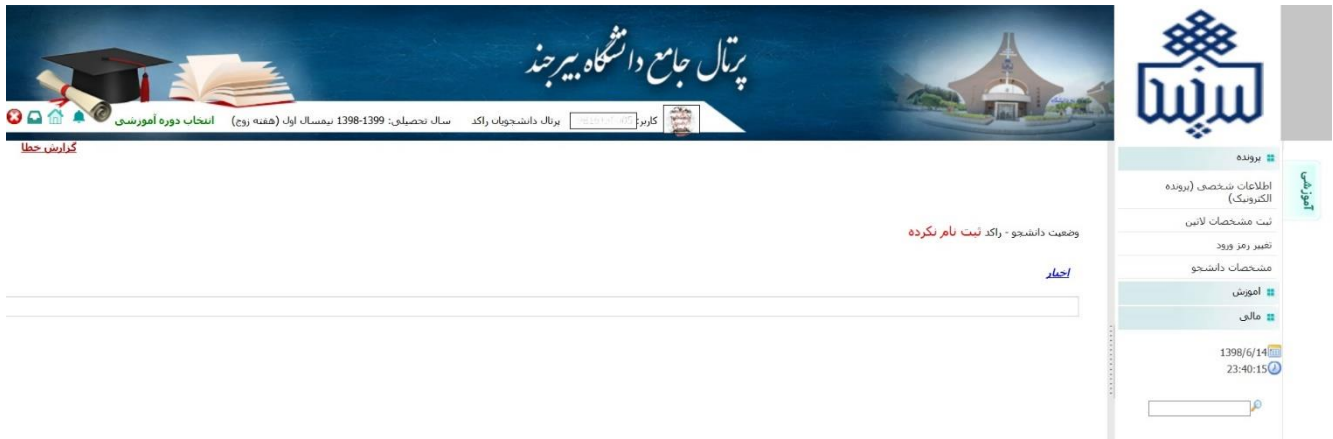 پرتال جامع دانشگاه بیرجند
کاربر:
پرتال دانشجویان راکد
سال تحصیلی: 1399-1398 نیمسال اول (هفته زوج)
انتخاب دوره آموزشی
گزارش خطا
آموزشی
پرونده
اطلاعات شخصی (پرونده
الکترونیک)
ثبت مشخصات لاتین
تغییر رمز ورود
مشخصات دانشجو
آموزش
مالی
1398/6/14
23:40:15
وضعیت دانشجو - راکد ثبت نام نکرده
اخبار